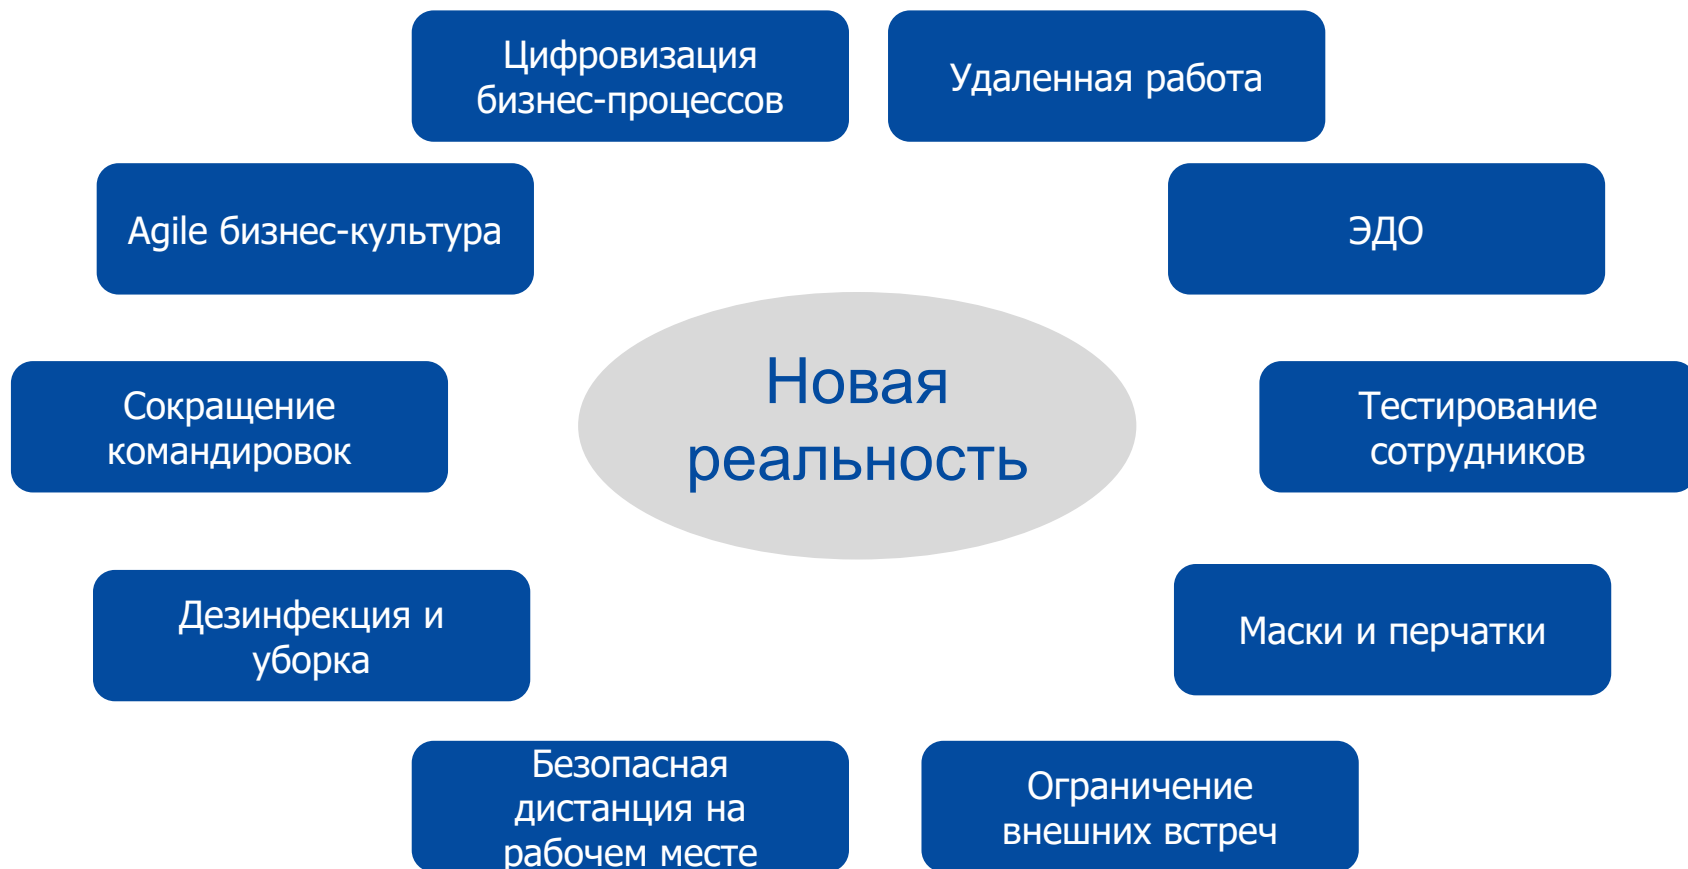 Цифровизация
бизнес-процессов
Удаленная работа
Agile бизнес-культура
ЭДО
Новая
реальность
Сокращение
командировок
Тестирование
сотрудников
Дезинфекция и
уборка
Маски и перчатки
Безопасная
дистанция на
рабочем месте
Ограничение
внешних встреч